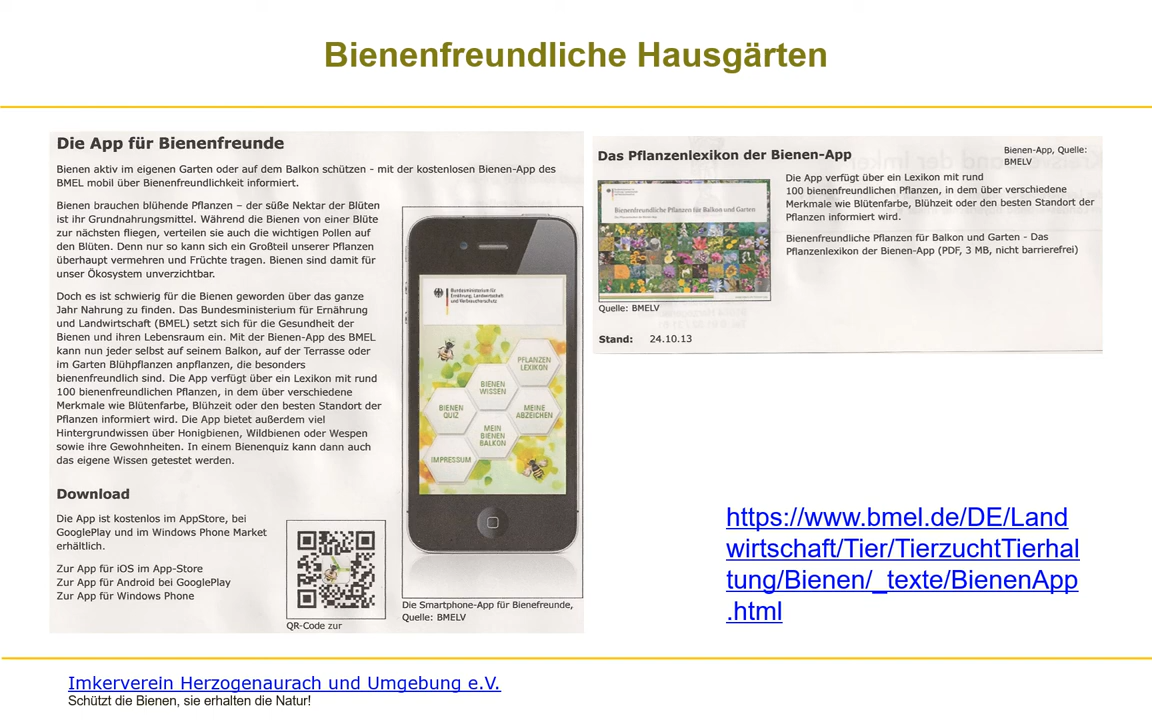 Bienenfreundliche Hausgärten
Die App für Bienenfreunde
Bienen aktiv im eigenen Garten oder auf dem Balkon schützen - mit der kostenlosen Bienen-App des
BMEL mobil über Bienenfreundlichkeit informiert.
Bienen brauchen blühende Pflanzen – der süße Nektar der Blüten
ist ihr Grundnahrungsmittel. Während die Bienen von einer Blüte
zur nächsten fliegen, verteilen sie auch die wichtigen Pollen auf
den Blüten. Denn nur so kann sich ein Großteil unserer Pflanzen
überhaupt vermehren und Früchte tragen. Bienen sind damit für
unser Ökosystem unverzichtbar.
Doch es ist schwierig für die Bienen geworden über das ganze
Jahr Nahrung zu finden. Das Bundesministerium für Ernährung
und Landwirtschaft (BMEL) setzt sich für die Gesundheit der
Bienen und ihren Lebensraum ein. Mit der Bienen-App des BMEL
kann nun jeder selbst auf seinem Balkon, auf der Terrasse oder
im Garten Blühpflanzen anpflanzen, die besonders
bienenfreundlich sind. Die App verfügt über ein Lexikon mit rund
100 bienenfreundlichen Pflanzen, in dem über verschiedene
Merkmale wie Blütenfarbe, Blühzeit oder den besten Standort der
Pflanzen informiert wird. Die App bietet außerdem viel
Hintergrundwissen über Honigbienen, Wildbienen oder Wespen
sowie ihre Gewohnheiten. In einem Bienenquiz kann dann auch
das eigene Wissen getestet werden.
Download
Die App ist kostenlos im AppStore, bei
GooglePlay und im Windows Phone Market
erhältlich.
Zur App für iOS im App-Store
Zur App für Android bei GooglePlay
Zur App für Windows Phone
QR-Code zur
Bundesministerium für
Ernährung, Landwirtschaft
und Verbraucherschutz
PFLANZEN
LEXIKON
BIENEN
WISSEN
BIENEN
QUIZ
MEINE
ABZEICHEN
MEIN
BIENEN
BALKON
IMPRESSUM
Die Smartphone-App für Bienefreunde,
Quelle: BMELV
Das Pflanzenlexikon der Bienen-App
Bienen-App, Quelle:
BMELV
Bienenfreundliche Pflanzen für Balkon und Garten
Quelle: BMELV
Die App verfügt über ein Lexikon mit rund
100 bienenfreundlichen Pflanzen, in dem über verschiedene
Merkmale wie Blütenfarbe, Blühzeit oder den besten Standort der
Pflanzen informiert wird.
Bienenfreundliche Pflanzen für Balkon und Garten - Das
Pflanzenlexikon der Bienen-App (PDF, 3 MB, nicht barrierefrei)
Stand: 24.10.13
https://www.bmel.de/DE/Land
wirtschaft/Tier/TierzuchtTierhal
tung/Bienen/_texte/BienenApp
.html
Imkerverein Herzogenaurach und Umgebung e.V.
Schützt die Bienen, sie erhalten die Natur!